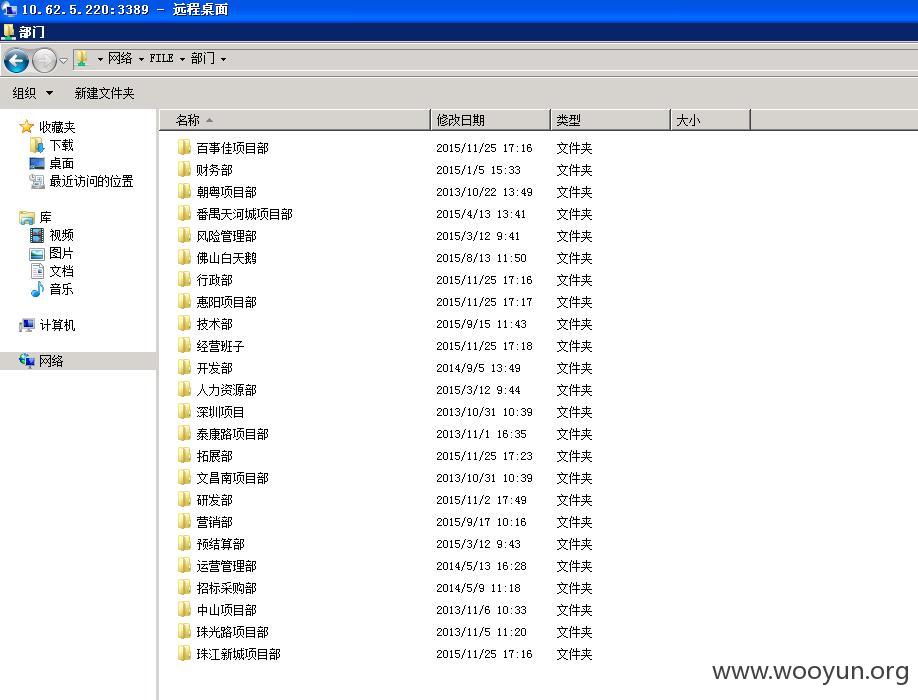 10.62.5.220:3389 - 远程桌面
部门
网络 FILE 部门
组织 新建文件夹
名称 修改日期 类型 大小
收藏夹
下载
桌面
最近访问的位置
库
视频
图片
文档
音乐
计算机
网络
百事佳项目部 2015/11/25 17:16 文件夹
财务部 2015/1/5 15:33 文件夹
朝粤项目部 2013/10/22 13:49 文件夹
番禺天河城项目部 2015/4/13 13:41 文件夹
风险管理部 2015/3/12 9:41 文件夹
佛山白天鹅 2015/8/13 11:50 文件夹
行政部 2015/11/25 17:16 文件夹
惠阳项目部 2015/11/25 17:17 文件夹
技术部 2015/9/15 11:43 文件夹
经营班子 2015/11/25 17:18 文件夹
开发部 2014/9/5 13:49 文件夹
人力资源部 2015/3/12 9:44 文件夹
深圳项目 2013/10/31 10:39 文件夹
泰康路项目部 2013/11/1 16:35 文件夹
拓展部 2015/11/25 17:23 文件夹
文昌南项目部 2013/10/31 10:39 文件夹
研发部 2015/11/2 17:49 文件夹
营销部 2015/9/17 10:16 文件夹
预结算部 2015/3/12 9:43 文件夹
运营管理部 2014/5/13 16:28 文件夹
招标采购部 2014/5/9 11:18 文件夹
中山项目部 2013/11/6 10:33 文件夹
珠光路项目部 2013/11/5 11:20 文件夹
珠江新城项目部 2015/11/25 17:16 文件夹
www.wooyun.org